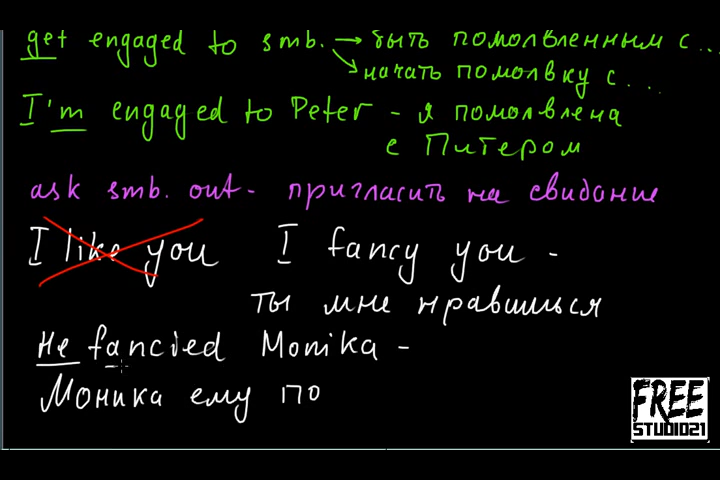 get engaged to smb. → быть помолвленным с...
начать помолвку с....
I'm engaged to Peter - я помолвлена
с Питером
ask smb. out - пригласить на свидание
I like you I fancy you -
ты мне нравишься
He fancied Monika -
Моника ему по
FREE
STUDIO21